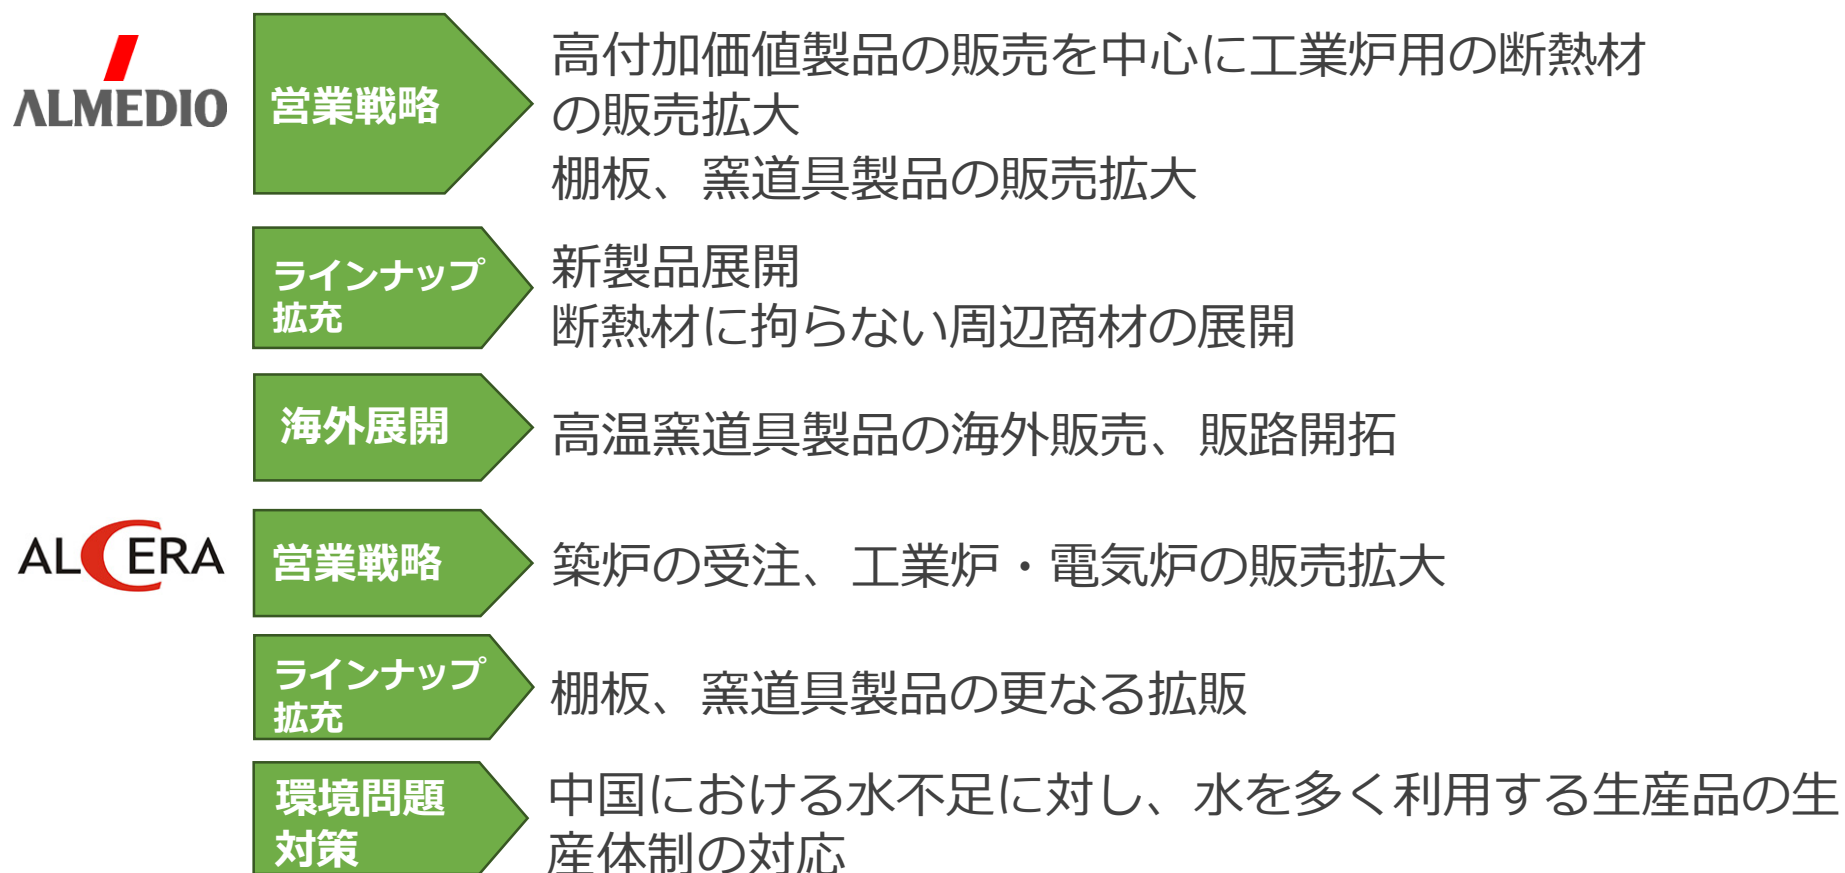 ALMEDIO
営業戦略
高付加価値製品の販売を中心に工業炉用の断熱材
の販売拡大
棚板、窯道具製品の販売拡大
ラインナップ
拡充
新製品展開
断熱材に拘らない周辺商材の展開
海外展開
高温窯道具製品の海外販売、販路開拓
ALCERA
営業戦略
築炉の受注、工業炉・電気炉の販売拡大
ラインナップ
拡充
棚板、窯道具製品の更なる拡販
環境問題
対策
中国における水不足に対し、水を多く利用する生産品の生
産体制の対応